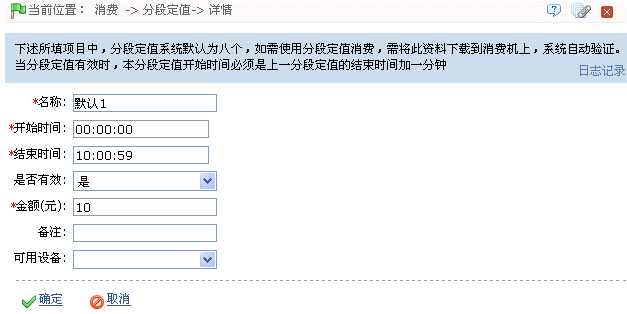 当前位置： 消费 -> 分段定值-> 详情
下述所填项目中，分段定值系统默认为八个，如需使用分段定值消费，需将此资料下载到消费机上，系统自动验证。
当分段定值有效时，本分段定值开始时间必须是上一分段定值的结束时间加一分钟
日志记录
*名称: 默认1
*开始时间: 00:00:00
*结束时间: 10:00:59
是否有效: 是
*金额(元): 10
备注:
可用设备:
确定 取消